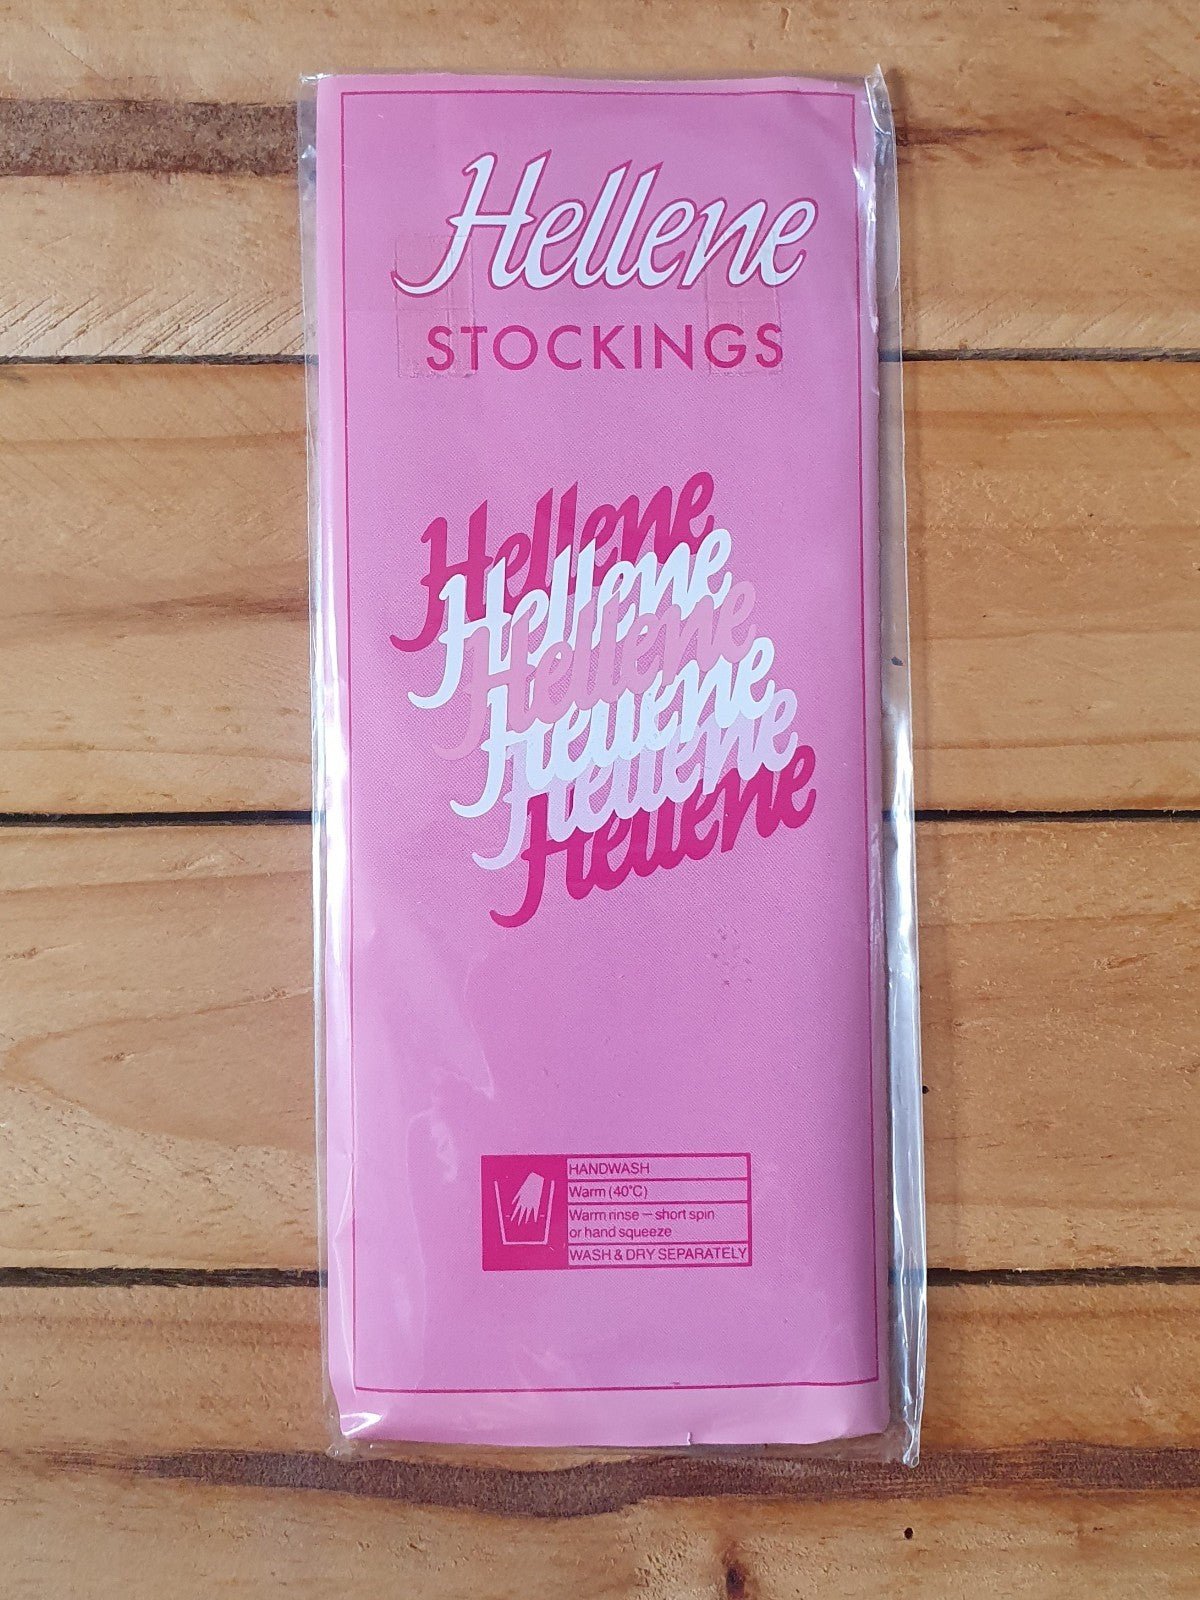 Hellene
STOCKINGS
Hellene
Hellene
Hellene
Hellene
Hellene
Hellene
HANDWASH
Warm (40°C)
Warm rinse – short spin
or hand squeeze
WASH & DRY SEPARATELY